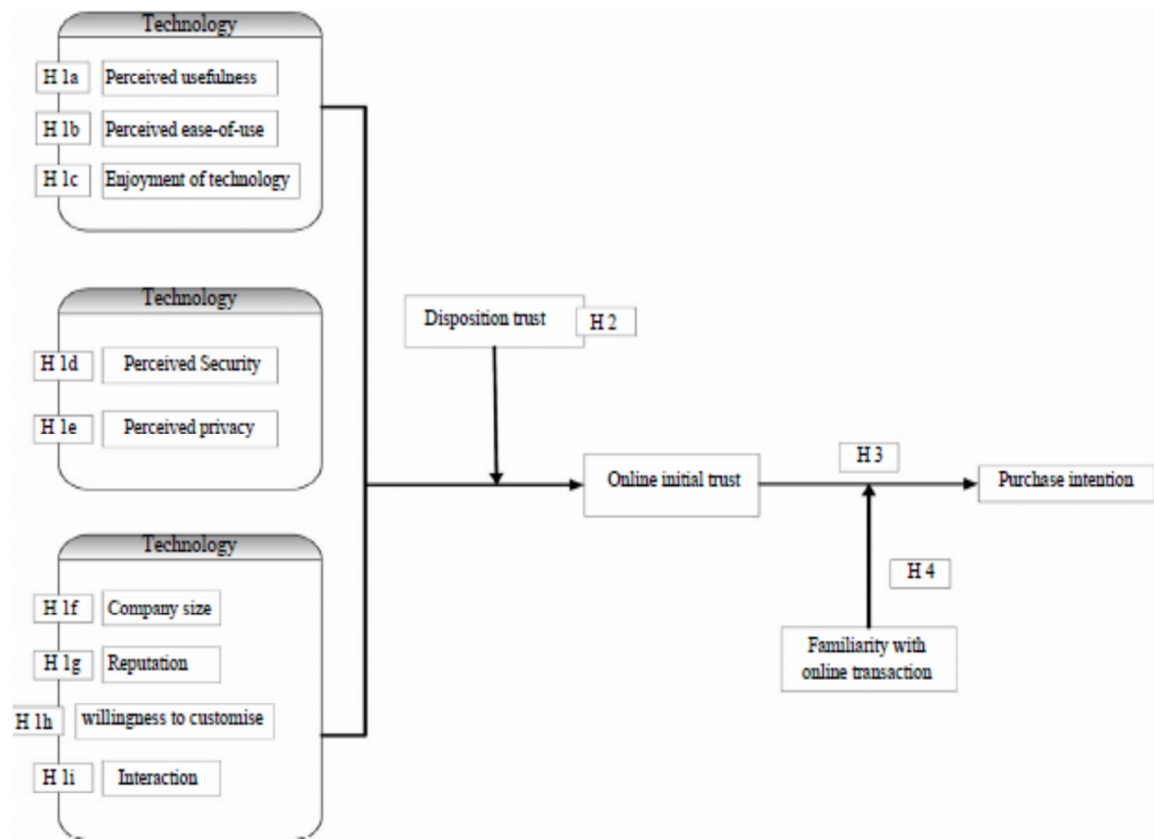 Technology
H 1a Perceived usefulness
H 1b Perceived ease-of-use
H 1c Enjoyment of technology
Technology
H 1d Perceived Security
H 1e Perceived privacy
Technology
H 1f Company size
H 1g Reputation
H 1h willingness to customise
H 1i Interaction
Disposition trust
H 2
Online initial trust
H 3
Purchase intention
H 4
Familiarity with
online transaction